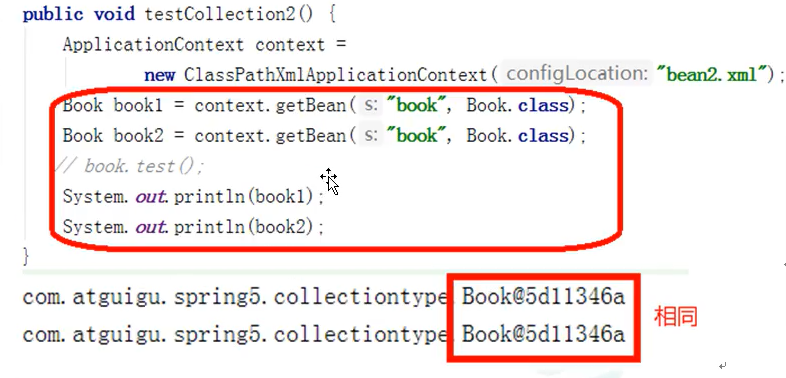 public void testCollection2() {
ApplicationContext context =
new ClassPathXmlApplicationContext( configLocation: "bean2.xml");
Book book1 = context.getBean( s: "book", Book.class);
Book book2 = context.getBean( s: "book", Book.class);
// book.test();
System.out.println(book1);
System.out.println(book2);
}
com.atguigu.spring5.collectiontype.Book@5d11346a
com.atguigu.spring5.collectiontype.Book@5d11346a
相同